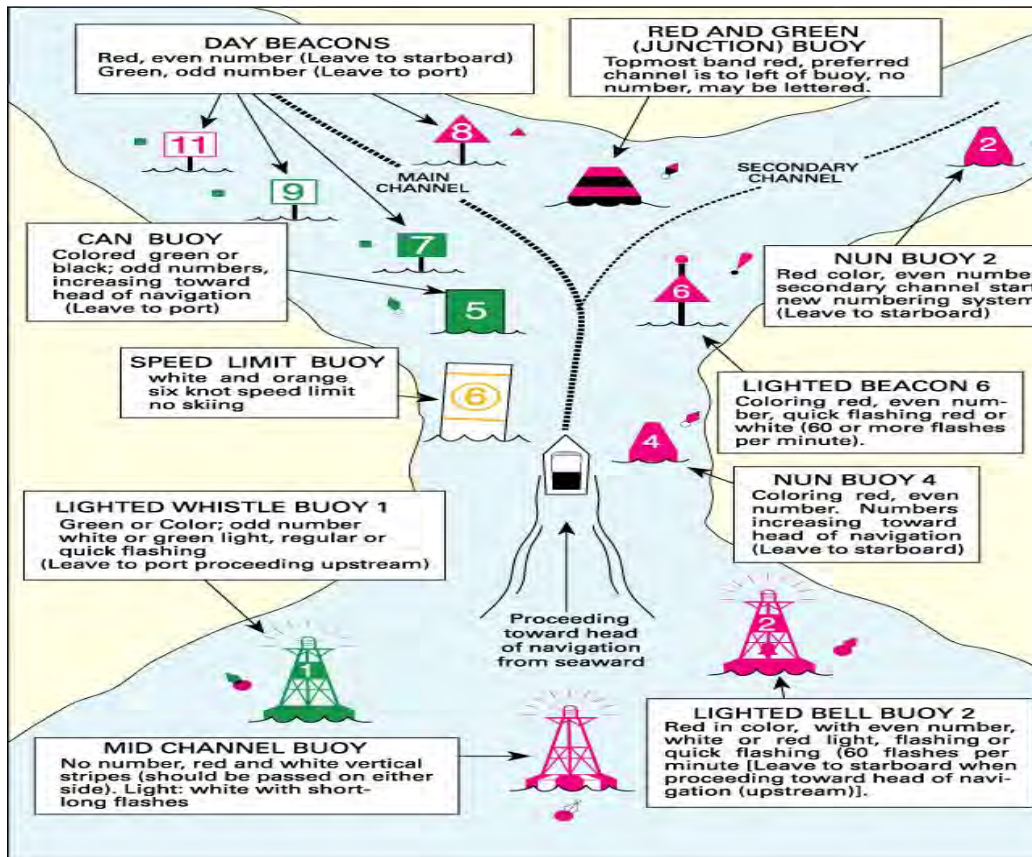 DAY BEACONS
Red, even number (Leave to starboard)
Green, odd number (Leave to port)
RED AND GREEN
(JUNCTION) BUOY
Topmost band red, preferred
channel is to left of buoy, no
number, may be lettered.
11
9
7
8
2
MAIN
CHANNEL
SECONDARY
CHANNEL
CAN BUOY
Colored green or
black; odd numbers,
increasing toward
head of navigation
(Leave to port)
5
6
NUN BUOY 2
Red color, even number
secondary channel start
new numbering system
(Leave to starboard)
SPEED LIMIT BUOY
white and orange
six knot speed limit
no skiing
6
LIGHTED BEACON 6
Coloring red, even num-
ber, quick flashing red or
white (60 or more flashes
per minute).
4
NUN BUOY 4
Coloring red, even
number. Numbers
increasing toward
head of navigation
(Leave to starboard)
LIGHTED WHISTLE BUOY 1
Green or Color; odd number
white or green light, regular or
quick flashing
(Leave to port proceeding upstream)
Proceeding
toward head
of navigation
from seaward
1
2
MID CHANNEL BUOY
No number, red and white vertical
stripes (should be passed on either
side). Light: white with short-
long flashes
LIGHTED BELL BUOY 2
Red in color, with even number,
white or red light, flashing or
quick flashing (60 flashes per
minute [Leave to starboard when
proceeding toward head of navi-
gation (upstream)].